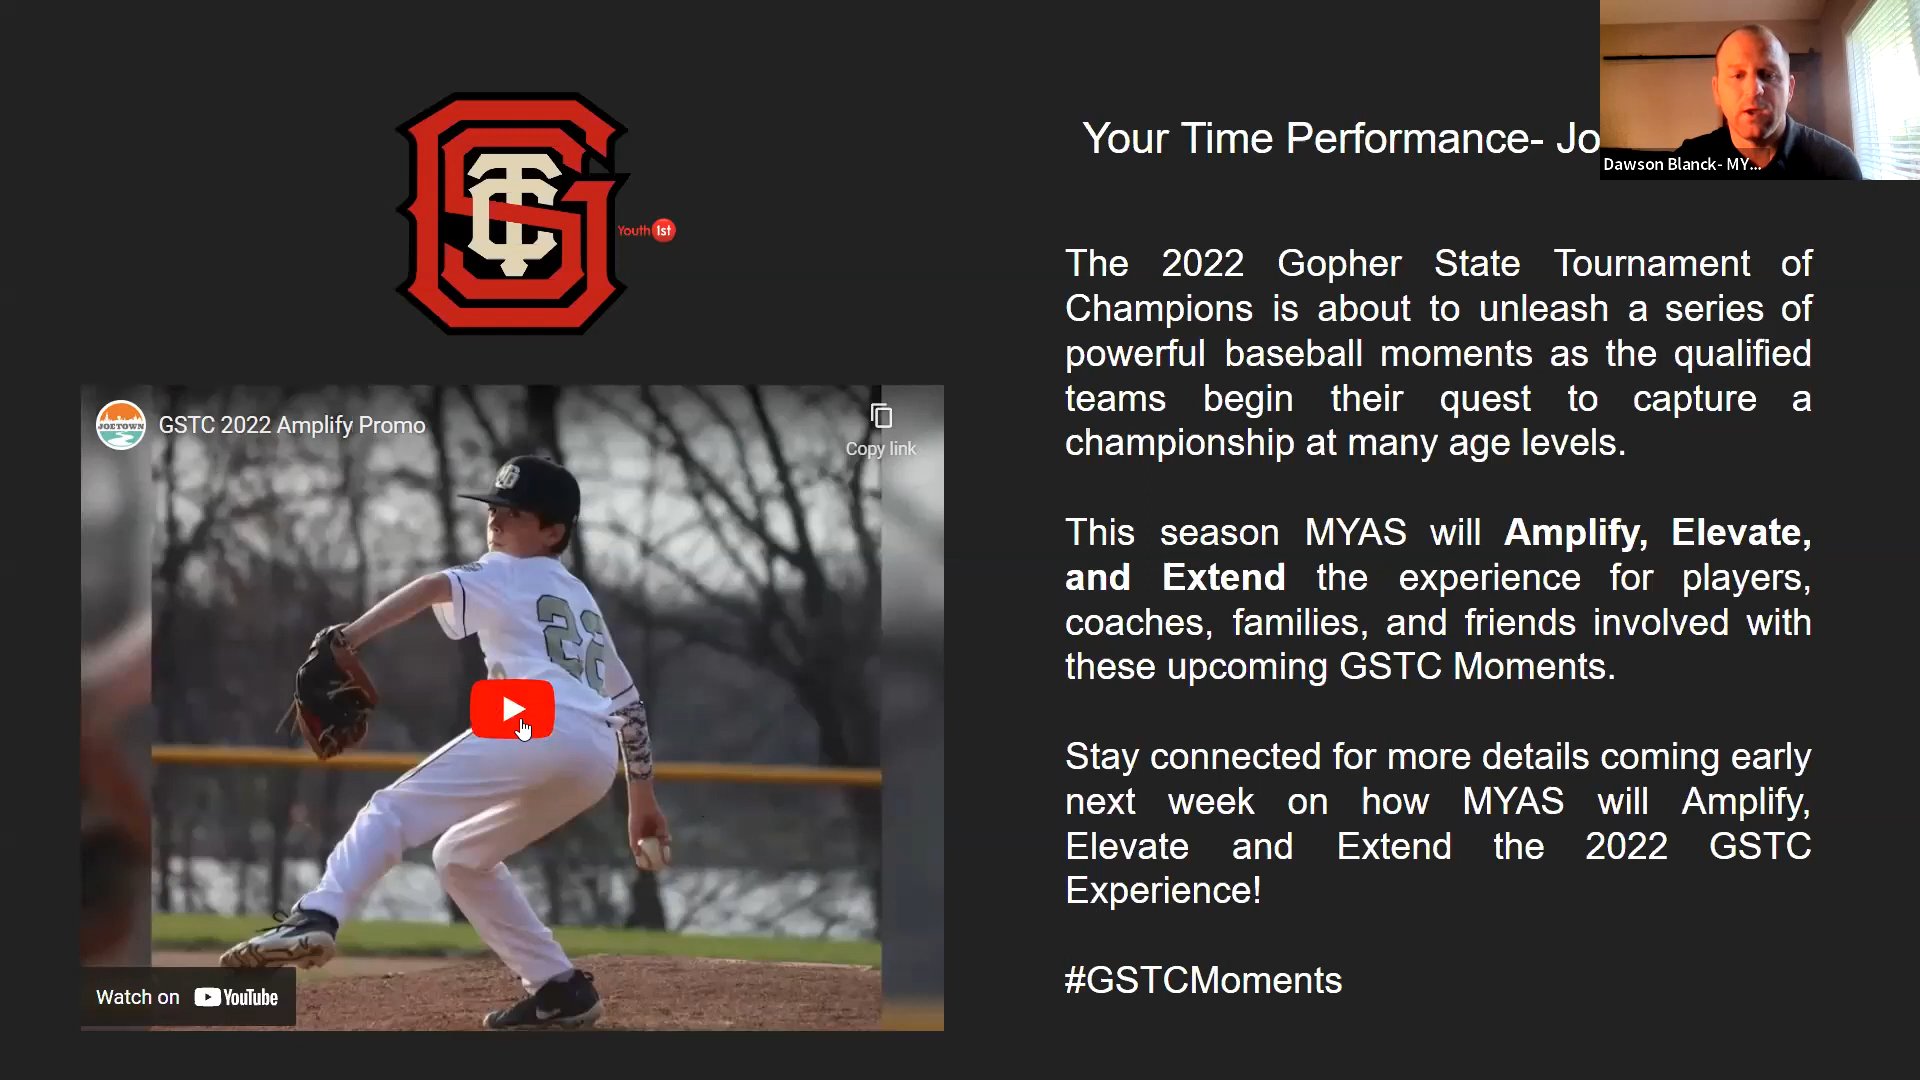 Your Time Performance- Jo
Dawson Blanck- MY...
Youth 1st
The 2022 Gopher State Tournament of
Champions is about to unleash a series of
powerful baseball moments as the qualified
teams begin their quest to capture a
championship at many age levels.
This season MYAS will Amplify, Elevate,
and Extend the experience for players,
coaches, families, and friends involved with
these upcoming GSTC Moments.
Stay connected for more details coming early
next week on how MYAS will Amplify,
Elevate and Extend the 2022 GSTC
Experience!
#GSTCMoments
JOETOWN
GSTC 2022 Amplify Promo
Copy link
22
Watch on YouTube